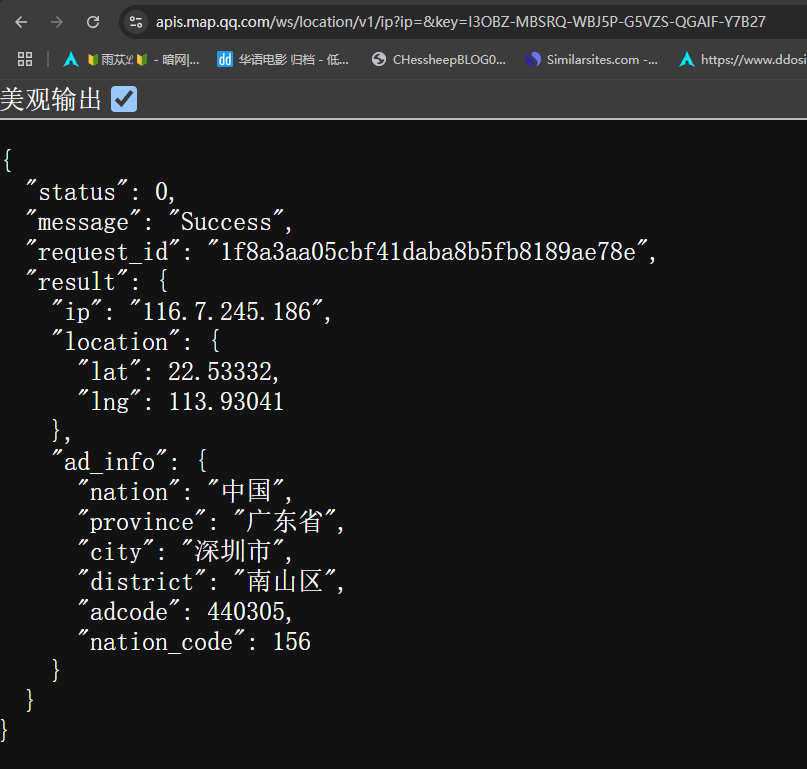 apis.map.qq.com/ws/location/v1/ip?ip=&key=I3OBZ-MBSRQ-WBJ5P-G5VZS-QGAIF-Y7B27
雨苁ℒ - 暗网|... dd 华语电影 归档 - 低... CHessheepBLOG0... Similarsites.com -... https://www.ddosi
美观输出
{
"status": 0,
"message": "Success",
"request_id": "1f8a3aa05cbf41daba8b5fb8189ae78e",
"result": {
"ip": "116.7.245.186",
"location": {
"lat": 22.53332,
"lng": 113.93041
},
"ad_info": {
"nation": "中国",
"province": "广东省",
"city": "深圳市",
"district": "南山区",
"adcode": 440305,
"nation_code": 156
}
}
}